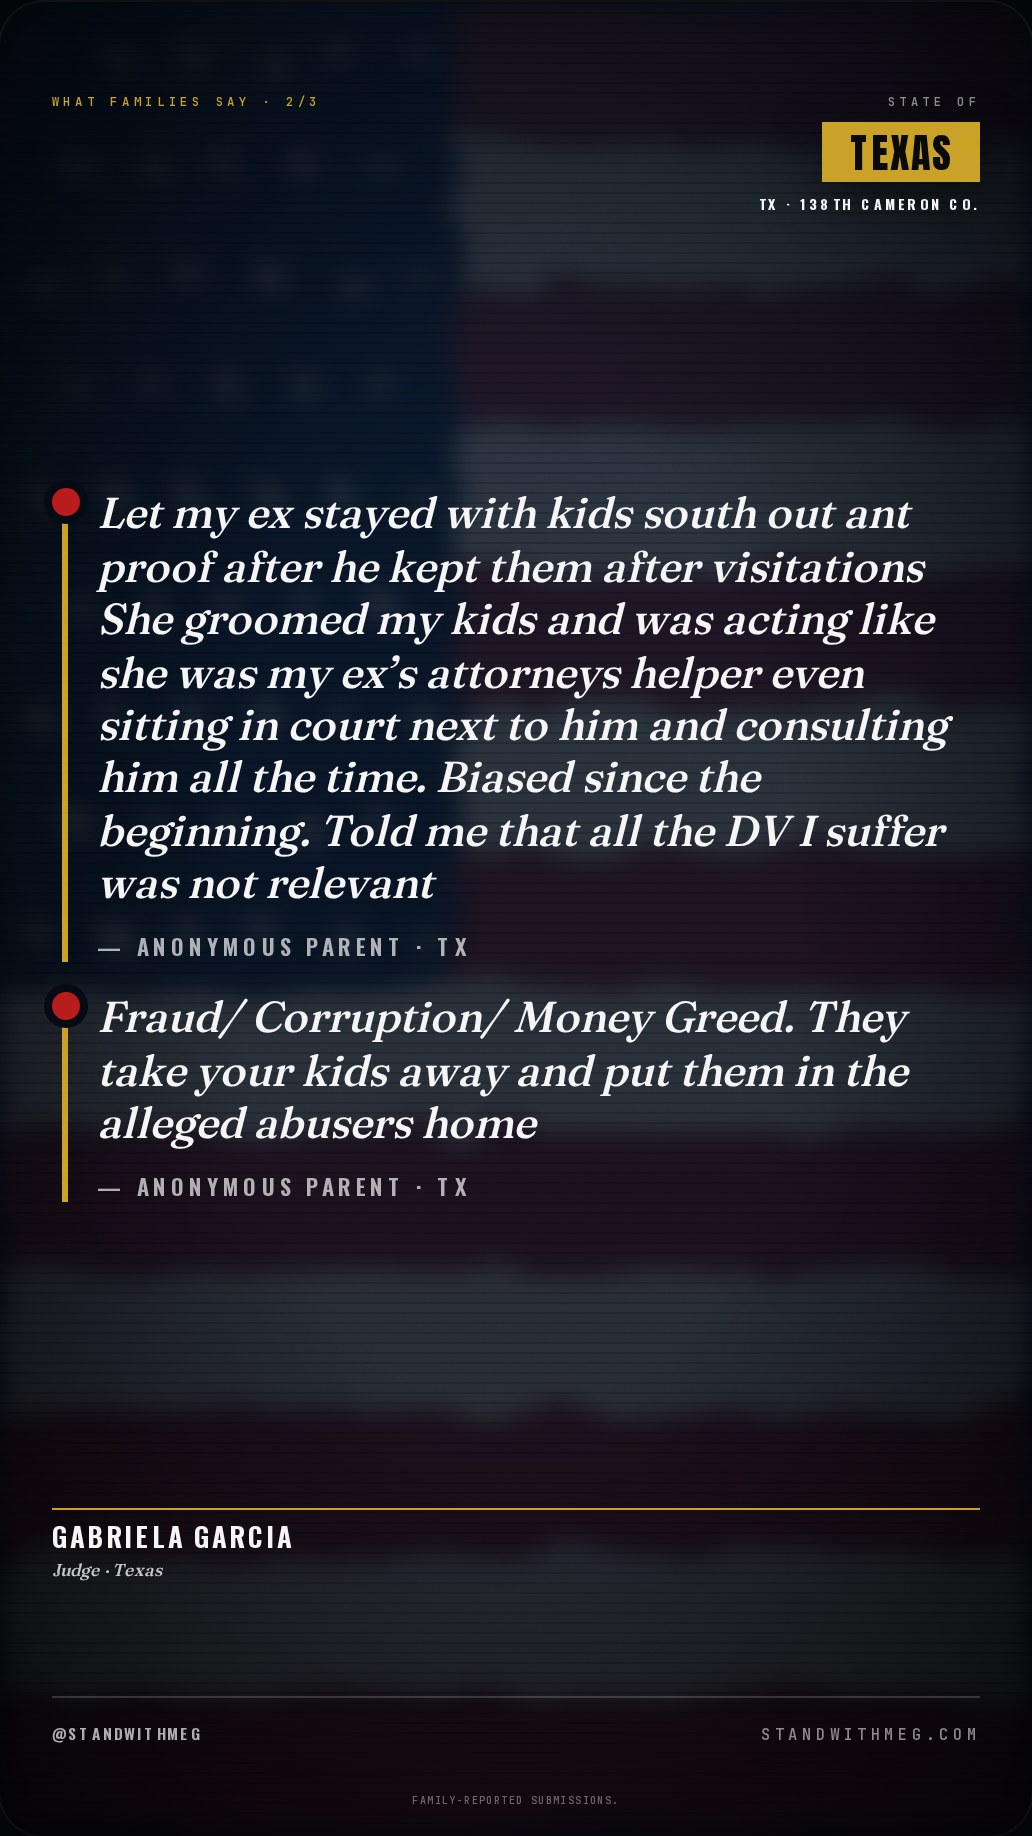 WHAT FAMILIES SAY · 2/3
STATE OF
TEXAS
TX · 138TH CAMERON CO.
Let my ex stayed with kids south out ant
proof after he kept them after visitations
She groomed my kids and was acting like
she was my ex’s attorneys helper even
sitting in court next to him and consulting
him all the time. Biased since the
beginning. Told me that all the DV I suffer
was not relevant
— ANONYMOUS PARENT · TX
Fraud/ Corruption/ Money Greed. They
take your kids away and put them in the
alleged abusers home
— ANONYMOUS PARENT · TX
GABRIELA GARCIA
Judge · Texas
@STANDWITHMEG
STANDWITHMEG.COM
FAMILY-REPORTED SUBMISSIONS.